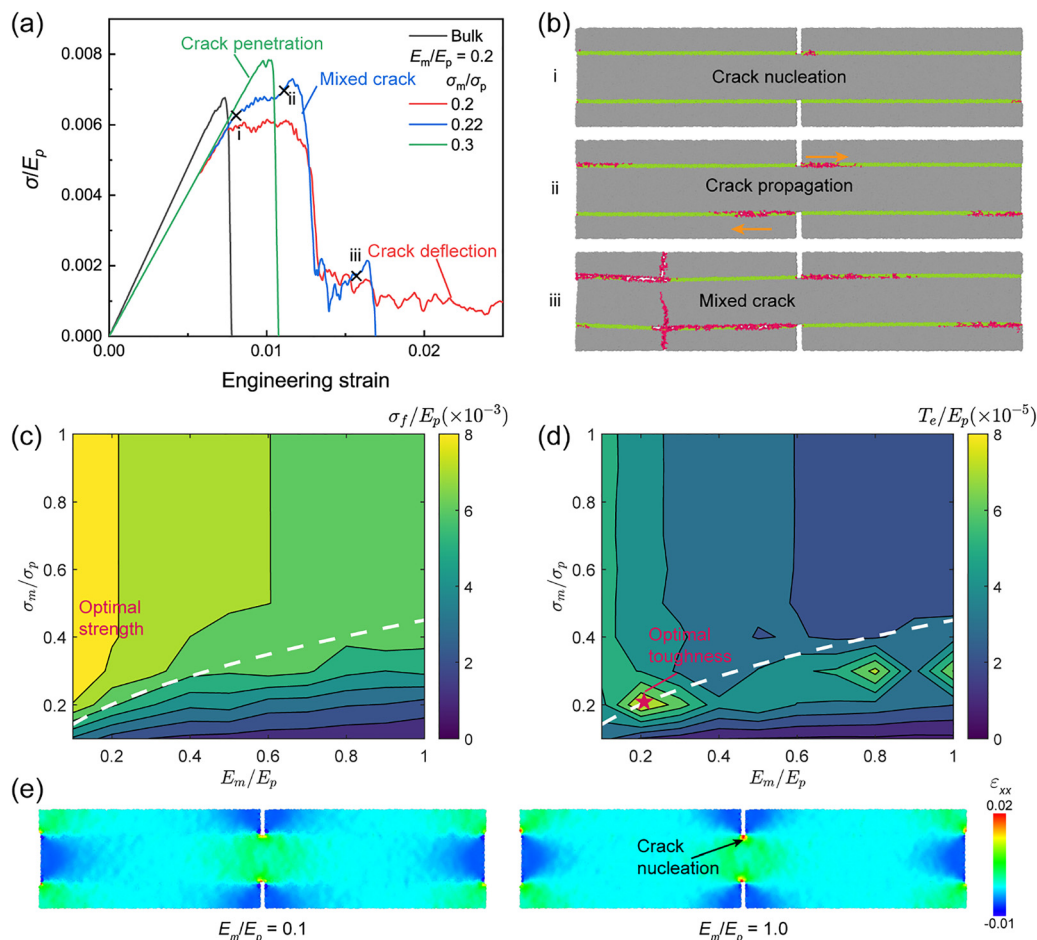 (a)
0.008
0.006
0.004
0.002
0.000
σ/E_p
0.00
0.01
0.02
Engineering strain
Crack penetration
Mixed crack
Crack deflection
i
ii
iii
Bulk
E_m/E_p = 0.2
σ_m/σ_p
0.2
0.22
0.3
(b)
i
Crack nucleation
ii
Crack propagation
iii
Mixed crack
(c)
σ_f/E_p(×10⁻³)
1
0.8
0.6
0.4
0.2
σ_m/σ_p
Optimal
strength
0.2
0.4
0.6
0.8
1
E_m/E_p
8
6
4
2
0
(d)
T_e/E_p(×10⁻⁵)
1
0.8
0.6
0.4
0.2
σ_m/σ_p
Optimal
toughness
0.2
0.4
0.6
0.8
1
E_m/E_p
8
6
4
2
0
(e)
E_m/E_p = 0.1
Crack
nucleation
E_m/E_p = 1.0
ε_xx
0.02
-0.01